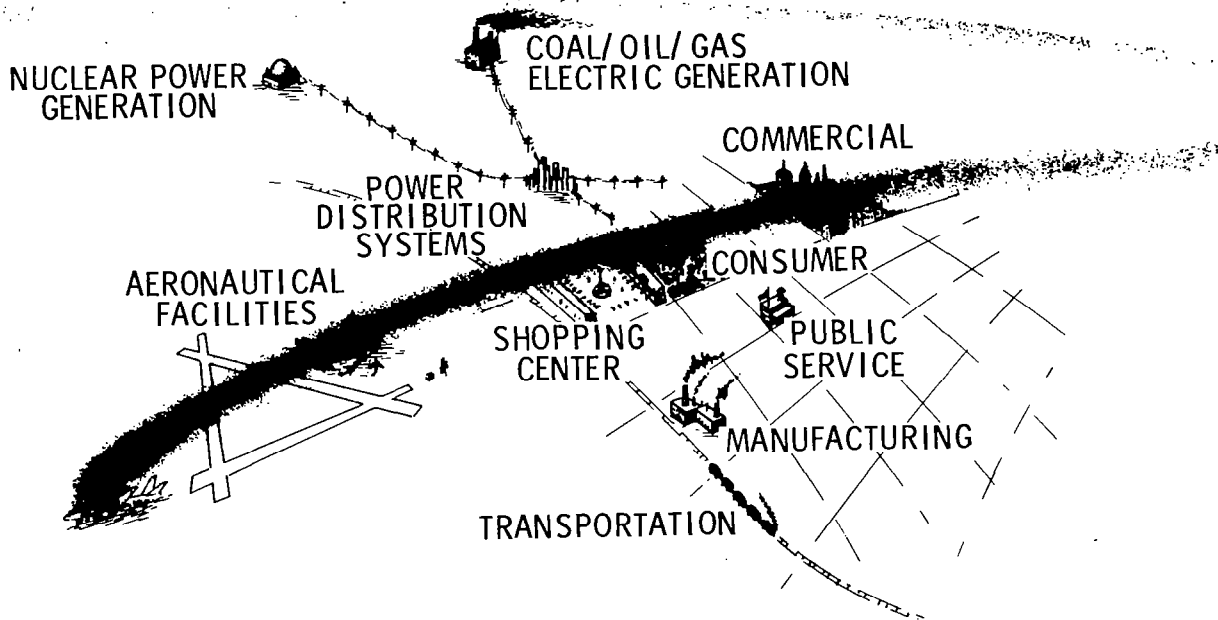 NUCLEAR POWER
GENERATION
COAL/OIL/GAS
ELECTRIC GENERATION
COMMERCIAL
POWER
DISTRIBUTION
SYSTEMS
AERONAUTICAL
FACILITIES
CONSUMER
SHOPPING
CENTER
PUBLIC
SERVICE
MANUFACTURING
TRANSPORTATION